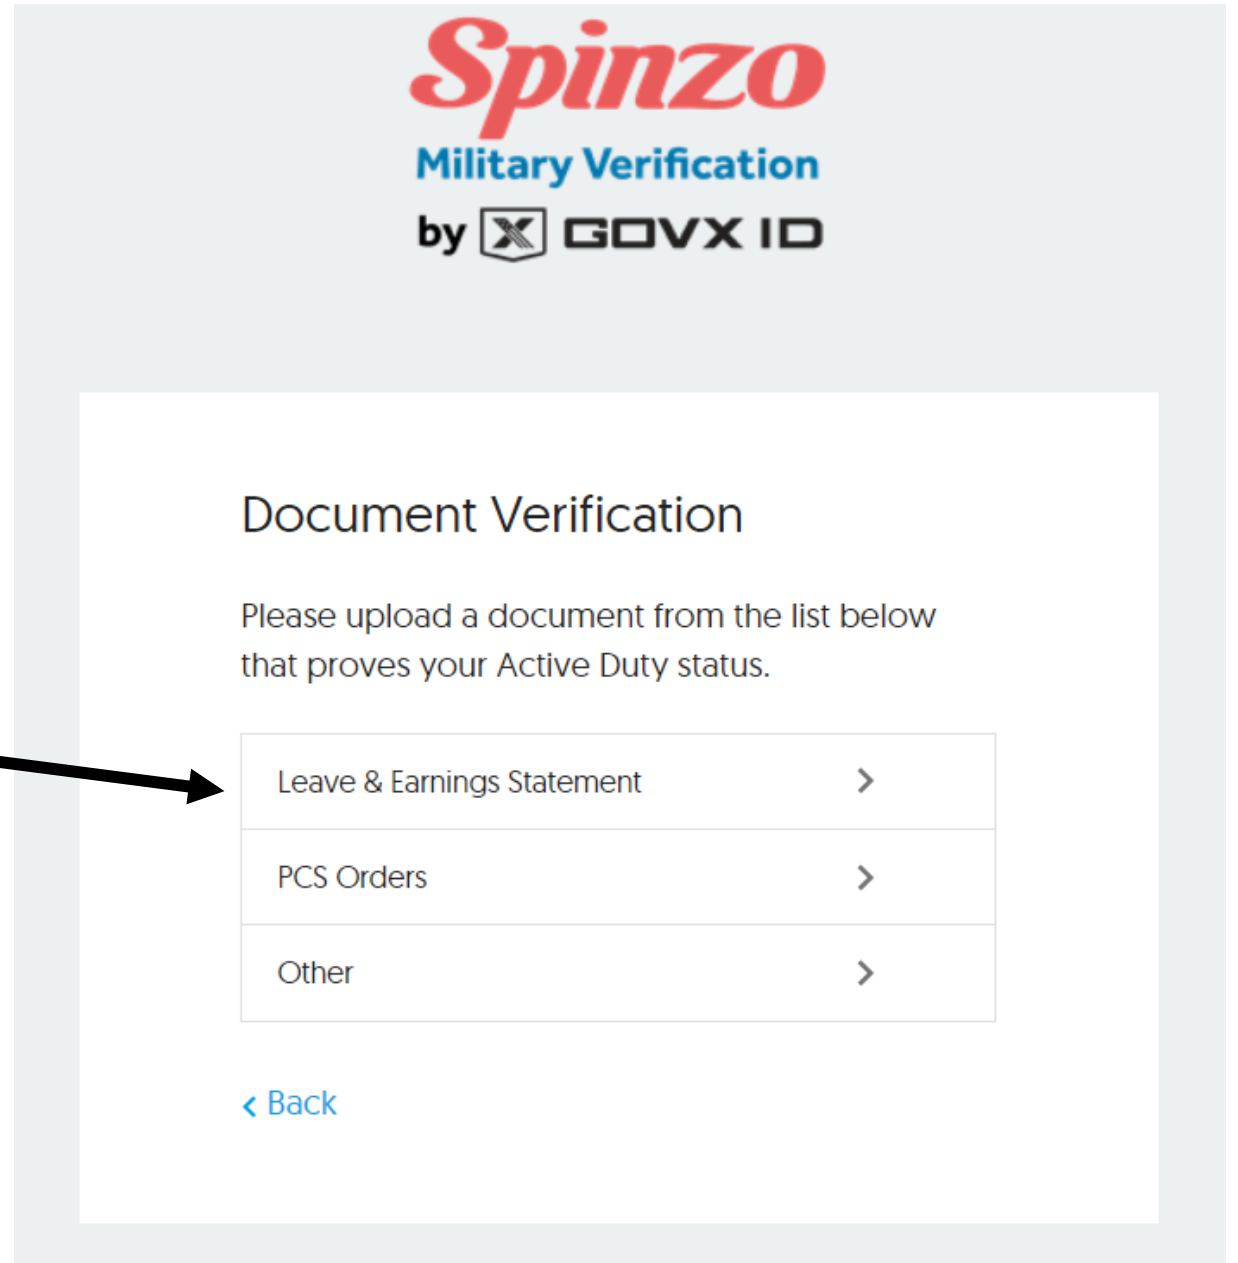 Spinzo
Military Verification
by X GOVX ID
Document Verification
Please upload a document from the list below
that proves your Active Duty status.
Leave & Earnings Statement
PCS Orders
Other
Back